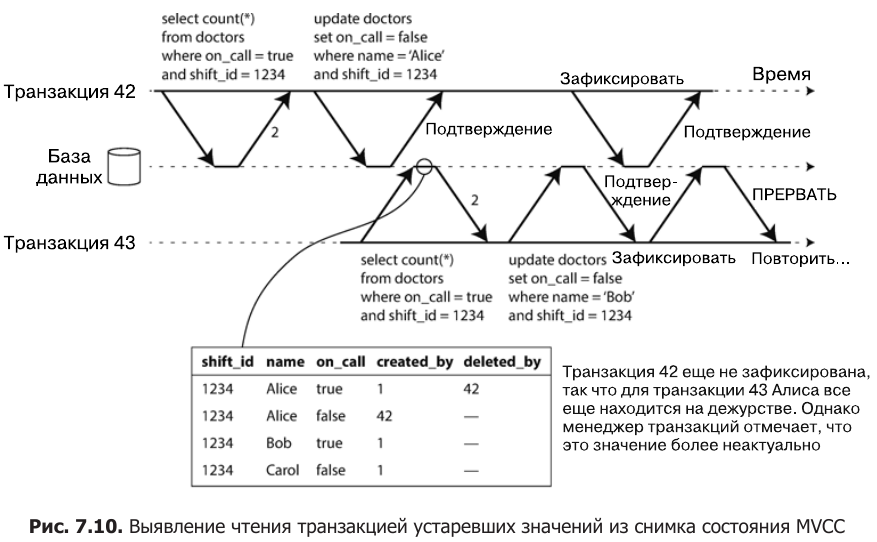 select count(*)
from doctors
where on_call = true
and shift_id = 1234
update doctors
set on_call = false
where name = ‘Alice’
and shift_id = 1234
Зафиксировать
Время
Транзакция 42
2
Подтверждение
Подтверждение
База
данных
Подтвер-
ждение
ПРЕРВАТЬ
2
Транзакция 43
select count(*)
from doctors
where on_call = true
and shift_id = 1234
update doctors
set on_call = false
where name = ‘Bob’
and shift_id = 1234
Зафиксировать
Повторить...
shift_id name on_call created_by deleted_by
1234 Alice true 1 42
1234 Alice false 42 —
1234 Bob true 1 —
1234 Carol false 1 —
Транзакция 42 еще не зафиксирована,
так что для транзакции 43 Алиса все
еще находится на дежурстве. Однако
менеджер транзакций отмечает, что
это значение более неактуально
Рис. 7.10. Выявление чтения транзакцией устаревших значений из снимка состояния MVCC